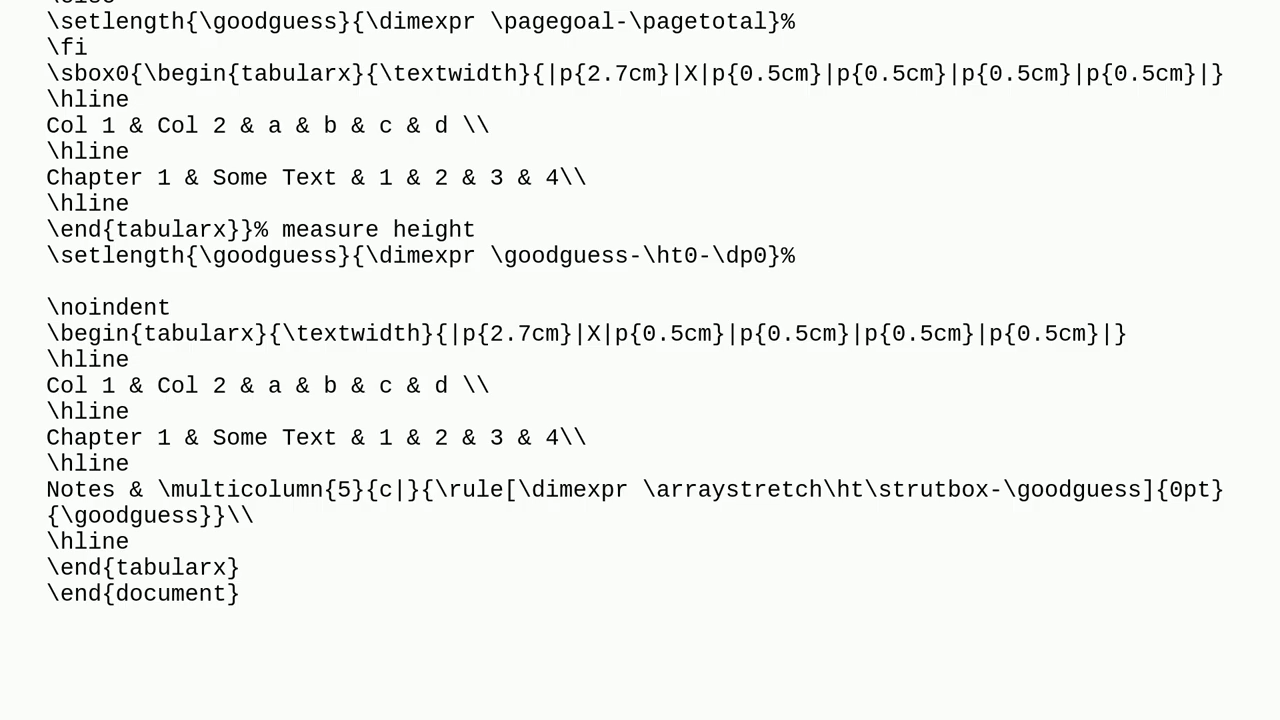 \else
\setlength{\goodguess}{\dimexpr \pagegoal-\pagetotal}%
\fi
\sbox0{\begin{tabularx}{\textwidth}{|p{2.7cm}|X|p{0.5cm}|p{0.5cm}|p{0.5cm}|p{0.5cm}|}
\hline
Col 1 & Col 2 & a & b & c & d \\
\hline
Chapter 1 & Some Text & 1 & 2 & 3 & 4\\
\hline
\end{tabularx}}% measure height
\setlength{\goodguess}{\dimexpr \goodguess-\ht0-\dp0}%

\noindent
\begin{tabularx}{\textwidth}{|p{2.7cm}|X|p{0.5cm}|p{0.5cm}|p{0.5cm}|p{0.5cm}|}
\hline
Col 1 & Col 2 & a & b & c & d \\
\hline
Chapter 1 & Some Text & 1 & 2 & 3 & 4\\
\hline
Notes & \multicolumn{5}{c|}{\rule[\dimexpr \arraystretch\ht\strutbox-\goodguess]{0pt}
{\goodguess}}\\
\hline
\end{tabularx}
\end{document}